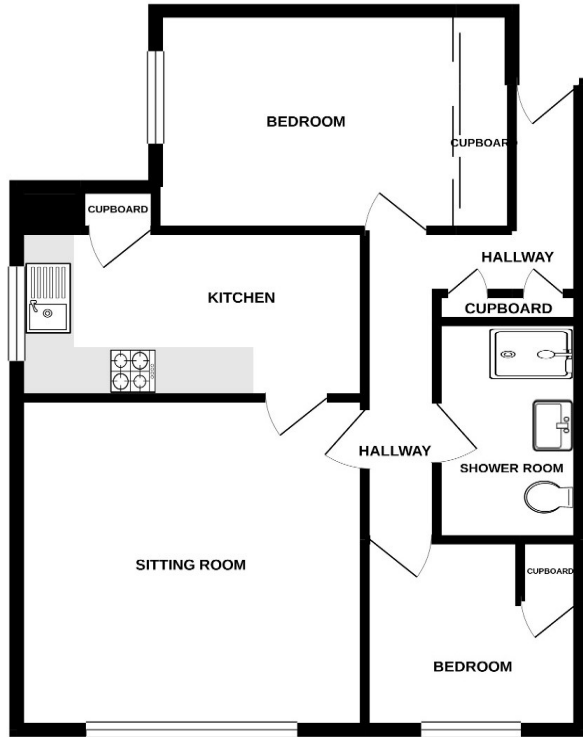 BEDROOM
CUPBOARD
CUPBOARD
HALLWAY
KITCHEN
CUPBOARD
HALLWAY
SHOWER ROOM
SITTING ROOM
CUPBOARD
BEDROOM